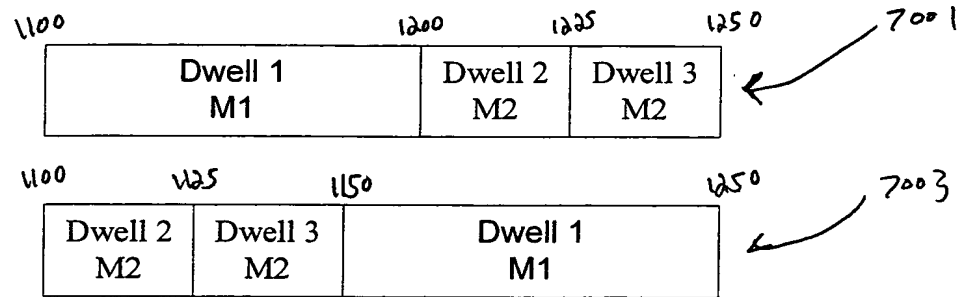 1100 1200 1225 1250 7001
Dwell 1 Dwell 2 Dwell 3
M1 M2 M2
1100 1125 1150 1250 7003
Dwell 2 Dwell 3 Dwell 1
M2 M2 M1